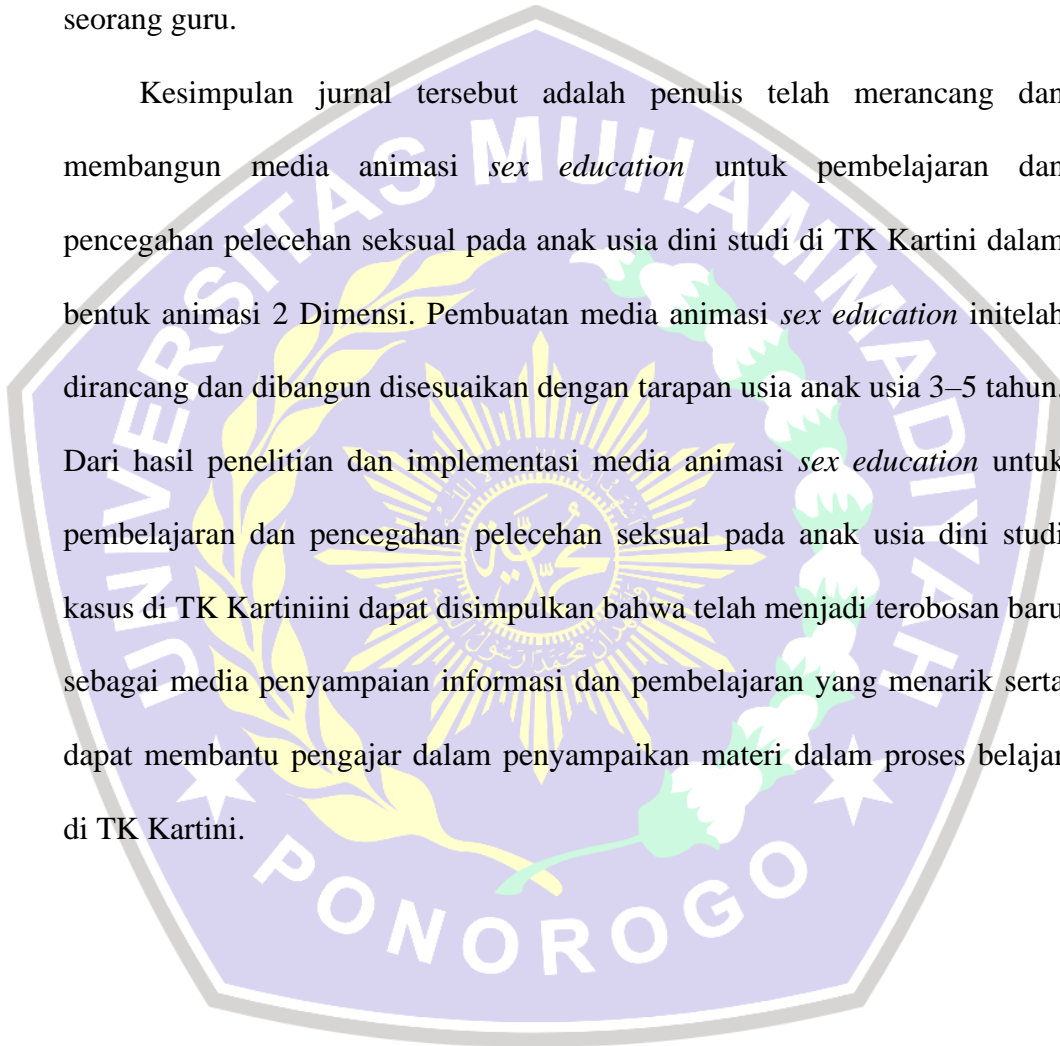 seorang guru.
Kesimpulan jurnal tersebut adalah penulis telah merancang dan
membangun media animasi sex education untuk pembelajaran dan
pencegahan pelecehan seksual pada anak usia dini studi di TK Kartini dalam
bentuk animasi 2 Dimensi. Pembuatan media animasi sex education initelah
dirancang dan dibangun disesuaikan dengan tarapan usia anak usia 3–5 tahun.
Dari hasil penelitian dan implementasi media animasi sex education untuk
pembelajaran dan pencegahan pelecehan seksual pada anak usia dini studi
kasus di TK Kartiniini dapat disimpulkan bahwa telah menjadi terobosan baru
sebagai media penyampaian informasi dan pembelajaran yang menarik serta
dapat membantu pengajar dalam penyampaikan materi dalam proses belajar
di TK Kartini.
UNIVERSITAS MUHAMMADIYAH
PONOROGO